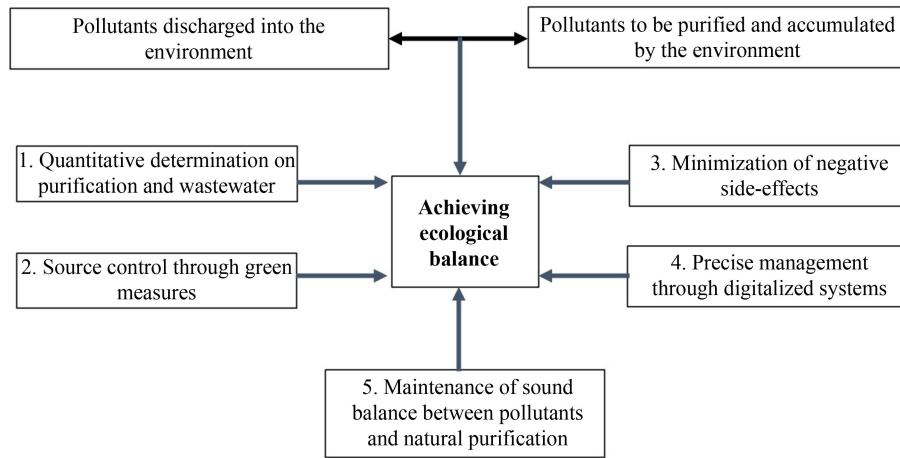 Pollutants discharged into the
environment
Pollutants to be purified and accumulated
by the environment
1. Quantitative determination on
purification and wastewater
3. Minimization of negative
side-effects
Achieving
ecological
balance
2. Source control through green
measures
4. Precise management
through digitalized systems
5. Maintenance of sound
balance between pollutants
and natural purification